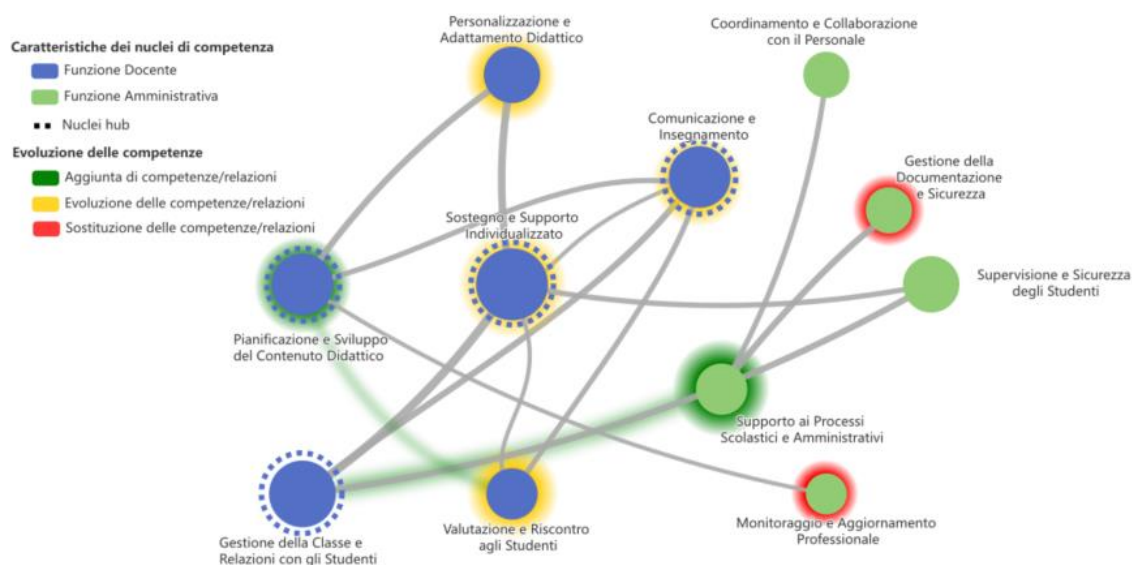 Caratteristiche dei nuclei di competenza
Funzione Docente
Funzione Amministrativa
Nuclei hub
Evoluzione delle competenze
Aggiunta di competenze/relazioni
Evoluzione delle competenze/relazioni
Sostituzione delle competenze/relazioni
Personalizzazione e
Adattamento Didattico
Coordinamento e Collaborazione
con il Personale
Comunicazione e
Insegnamento
Gestione della
Documentazione
e Sicurezza
Sostegno e Supporto
Individualizzato
Supervisione e Sicurezza
degli Studenti
Pianificazione e Sviluppo
del Contenuto Didattico
Supporto ai Processi
Scolastici e Amministrativi
Gestione della Classe e
Relazioni con gli Studenti
Valutazione e Riscontro
agli Studenti
Monitoraggio e Aggiornamento
Professionale